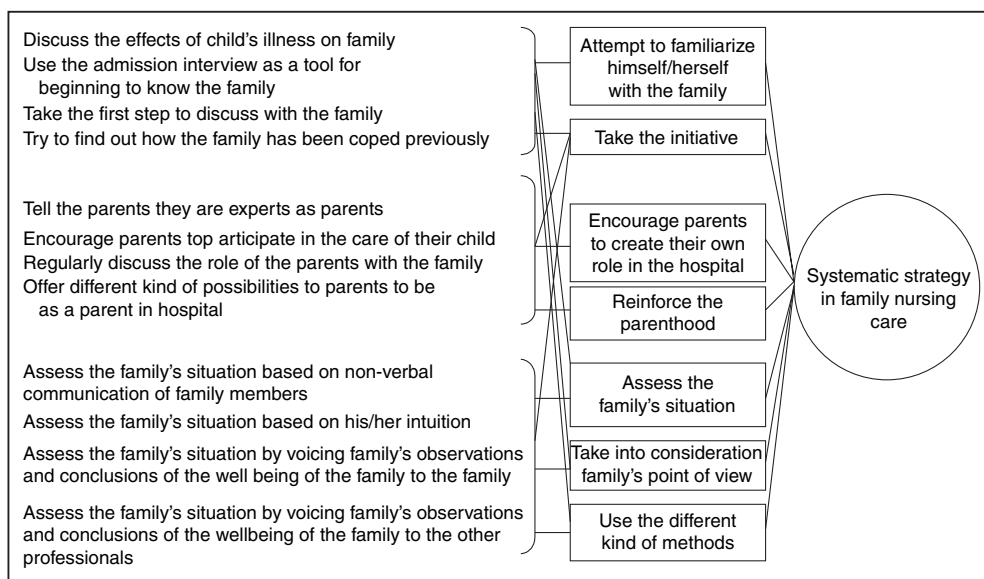 Discuss the effects of child's illness on family
Use the admission interview as a tool for
beginning to know the family
Take the first step to discuss with the family
Try to find out how the family has been coped previously
Tell the parents they are experts as parents
Encourage parents top articipate in the care of their child
Regularly discuss the role of the parents with the family
Offer different kind of possibilities to parents to be
as a parent in hospital
Assess the family's situation based on non-verbal
communication of family members
Assess the family's situation based on his/her intuition
Assess the family's situation by voicing family's observations
and conclusions of the well being of the family to the family
Assess the family's situation by voicing family's observations
and conclusions of the wellbeing of the family to the other
professionals
Attempt to familiarize
himself/herself
with the family
Take the initiative
Encourage parents
to create their own
role in the hospital
Reinforce the
parenthood
Assess the
family's situation
Take into consideration
family's point of view
Use the different
kind of methods
Systematic strategy
in family nursing
care